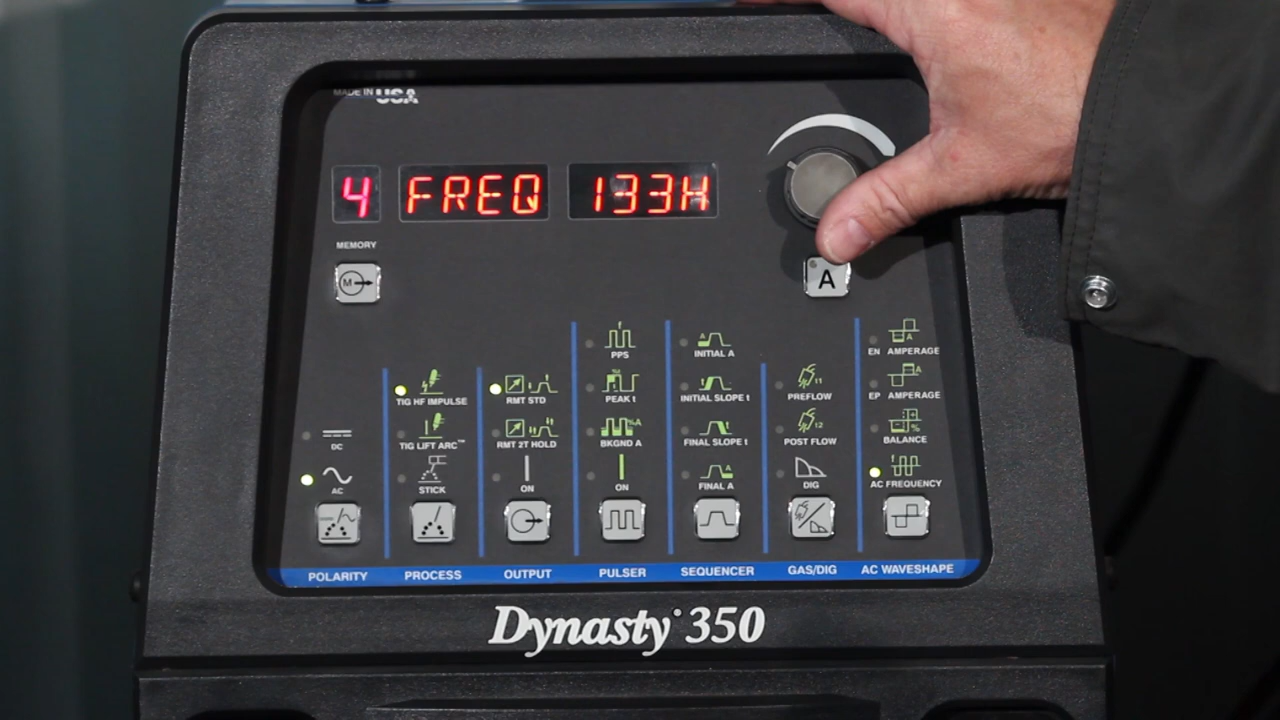 MADE IN USA
4 FREQ 133H
MEMORY
M
A
PPS
PEAK t
BKGND A
ON
INITIAL A
INITIAL SLOPE t
FINAL SLOPE t
FINAL A
EN AMPERAGE
EP AMPERAGE
BALANCE
AC FREQUENCY
TIG HF IMPULSE
TIG LIFT ARC™
STICK
RMT STD
RMT 2T HOLD
ON
PREFLOW
POST FLOW
DIG
DC
AC
POLARITY PROCESS OUTPUT PULSER SEQUENCER GAS/DIG AC WAVESHAPE
Dynasty® 350